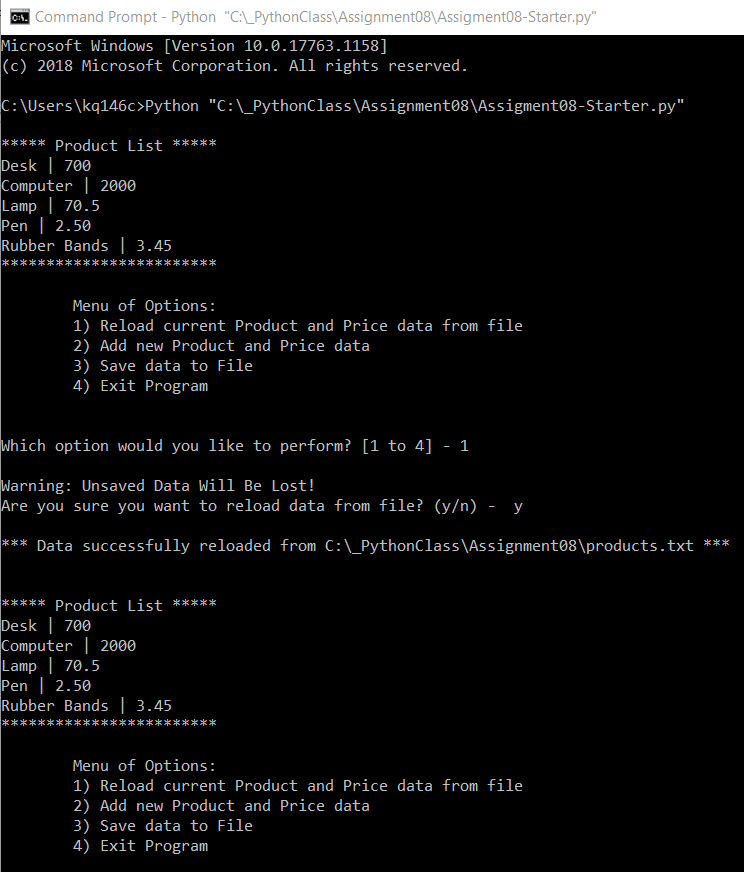 Command Prompt - Python "C:\_PythonClass\Assignment08\Assigment08-Starter.py"
Microsoft Windows [Version 10.0.17763.1158]
(c) 2018 Microsoft Corporation. All rights reserved.
C:\Users\kq146c>Python "C:\_PythonClass\Assignment08\Assigment08-Starter.py"
***** Product List *****
Desk | 700
Computer | 2000
Lamp | 70.5
Pen | 2.50
Rubber Bands | 3.45
************************
Menu of Options:
1) Reload current Product and Price data from file
2) Add new Product and Price data
3) Save data to File
4) Exit Program
Which option would you like to perform? [1 to 4] - 1
Warning: Unsaved Data Will Be Lost!
Are you sure you want to reload data from file? (y/n) -  y
*** Data successfully reloaded from C:\_PythonClass\Assignment08\products.txt ***
***** Product List *****
Desk | 700
Computer | 2000
Lamp | 70.5
Pen | 2.50
Rubber Bands | 3.45
************************
Menu of Options:
1) Reload current Product and Price data from file
2) Add new Product and Price data
3) Save data to File
4) Exit Program